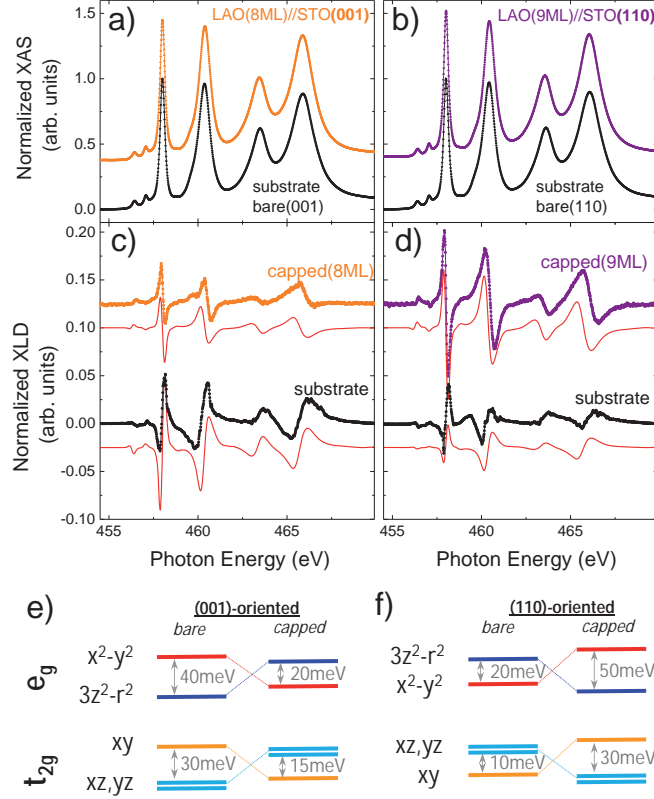 a)
LAO(8ML)//STO(001)
b)
LAO(9ML)//STO(110)
Normalized XAS
(arb. units)
1.5
1.0
0.5
0.0
substrate
bare(001)
substrate
bare(110)
c)
capped(8ML)
d)
capped(9ML)
Normalized XLD
(arb. units)
0.20
0.15
0.10
0.05
0.00
-0.05
-0.10
substrate
substrate
455 460 465
455 460 465
Photon Energy (eV)
Photon Energy (eV)
e)
(001)-oriented
bare capped
f)
(110)-oriented
bare capped
eg
x²-y²
3z²-r²
40meV
20meV
3z²-r²
x²-y²
20meV
50meV
t2g
xy
xz,yz
30meV
15meV
xz,yz
xy
10meV
30meV